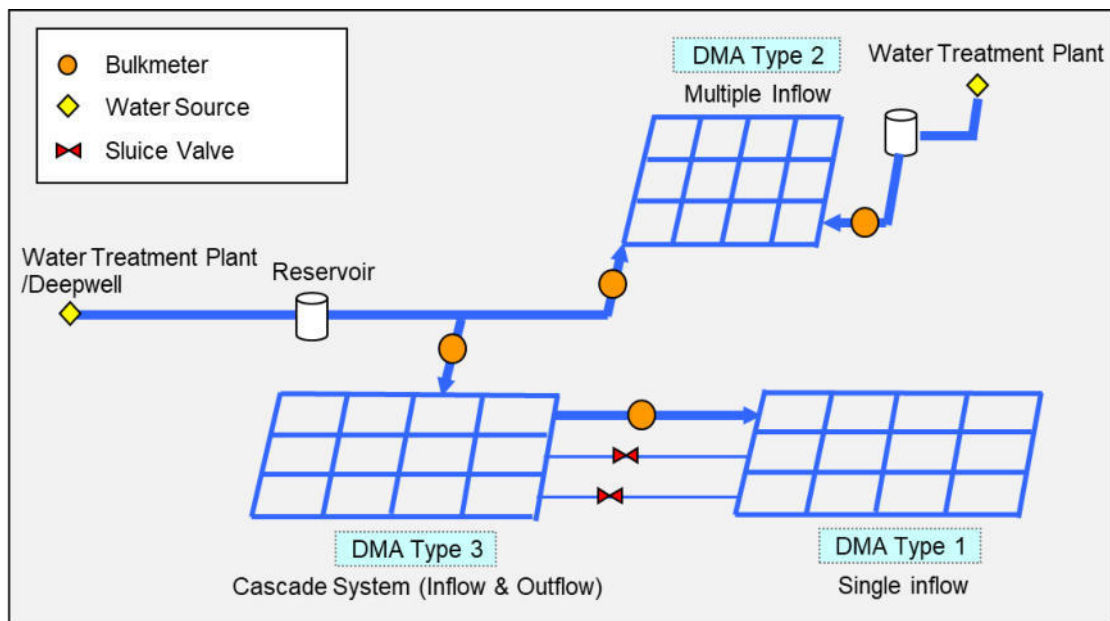 Bulkmeter
Water Source
Sluice Valve
DMA Type 2
Multiple Inflow
Water Treatment Plant
Water Treatment Plant
/Deepwell
Reservoir
DMA Type 3
Cascade System (Inflow & Outflow)
DMA Type 1
Single inflow